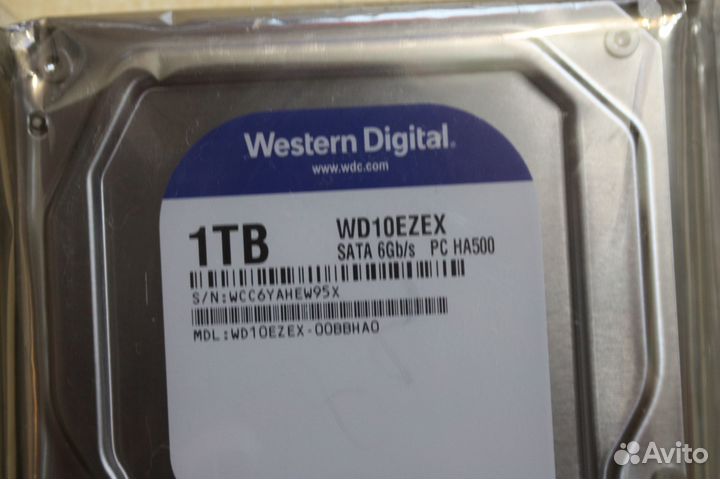 Western Digital.
www.wdc.com
1TB
WD10EZEX
SATA 6Gb/s PC HA500
S/N:WCC6YAHEW95X
MDL:WD10EZEX-00BBHA0
Avito